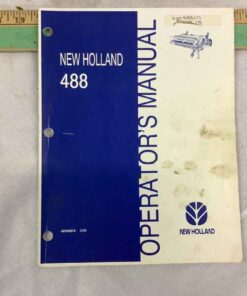 NEW HOLLAND
488
OPERATOR'S MANUAL
NEW HOLLAND